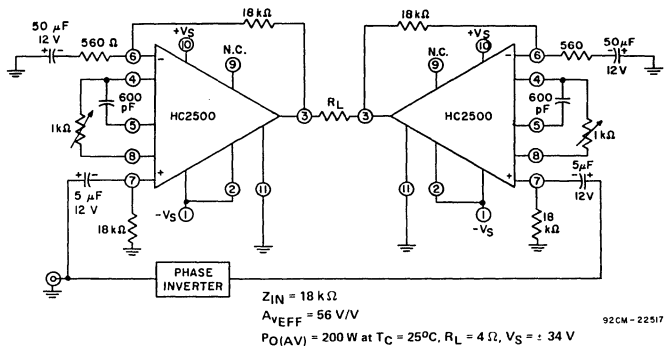 50 µF
12 V
+ −
560 Ω
6
−
18 kΩ
+VS
10
N.C.
9
4
600
pF
5
1kΩ
8
HC2500
3
RL
+ −
7
+
5 µF
12 V
18kΩ
2
11
−VS
1
18 kΩ
+VS
10
N.C.
9
6
−
560
50µF
− +
12V
4
600
pF
5
1kΩ
8
HC2500
3
7
+
5µF
− +
12V
18
kΩ
11
2
−VS
1
PHASE
INVERTER
ZIN = 18 kΩ
AvEFF = 56 V/V
PO(AV) = 200 W at TC = 25°C, RL = 4 Ω, VS = ± 34 V
92CM-22517